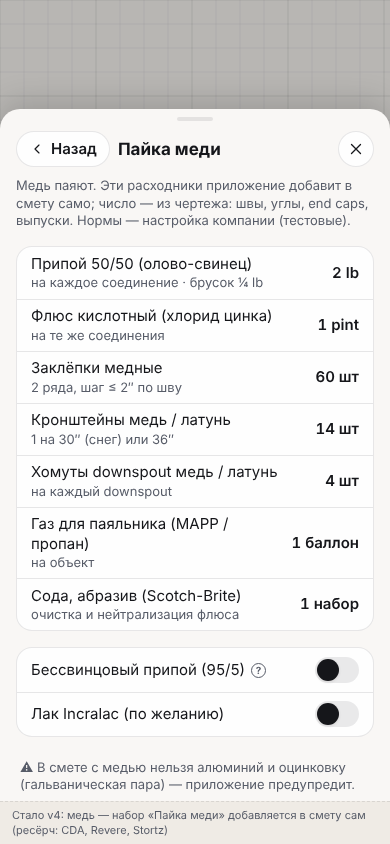 Назад
Пайка меди
Медь паяют. Эти расходники приложение добавит в
смету само; число — из чертежа: швы, углы, end caps,
выпуски. Нормы — настройка компании (тестовые).
Припой 50/50 (олово-свинец)
на каждое соединение · брусок ¼ lb
2 lb
Флюс кислотный (хлорид цинка)
на те же соединения
1 pint
Заклёпки медные
2 ряда, шаг ≤ 2″ по шву
60 шт
Кронштейны медь / латунь
1 на 30″ (снег) или 36″
14 шт
Хомуты downspout медь / латунь
на каждый downspout
4 шт
Газ для паяльника (MAPP /
пропан)
на объект
1 баллон
Сода, абразив (Scotch-Brite)
очистка и нейтрализация флюса
1 набор
Бессвинцовый припой (95/5) ?
Лак Incralac (по желанию)
⚠ В смете с медью нельзя алюминий и оцинковку
(гальваническая пара) — приложение предупредит.
Стало v4: медь — набор «Пайка меди» добавляется в смету сам
(ресёрч: CDA, Revere, Stortz)